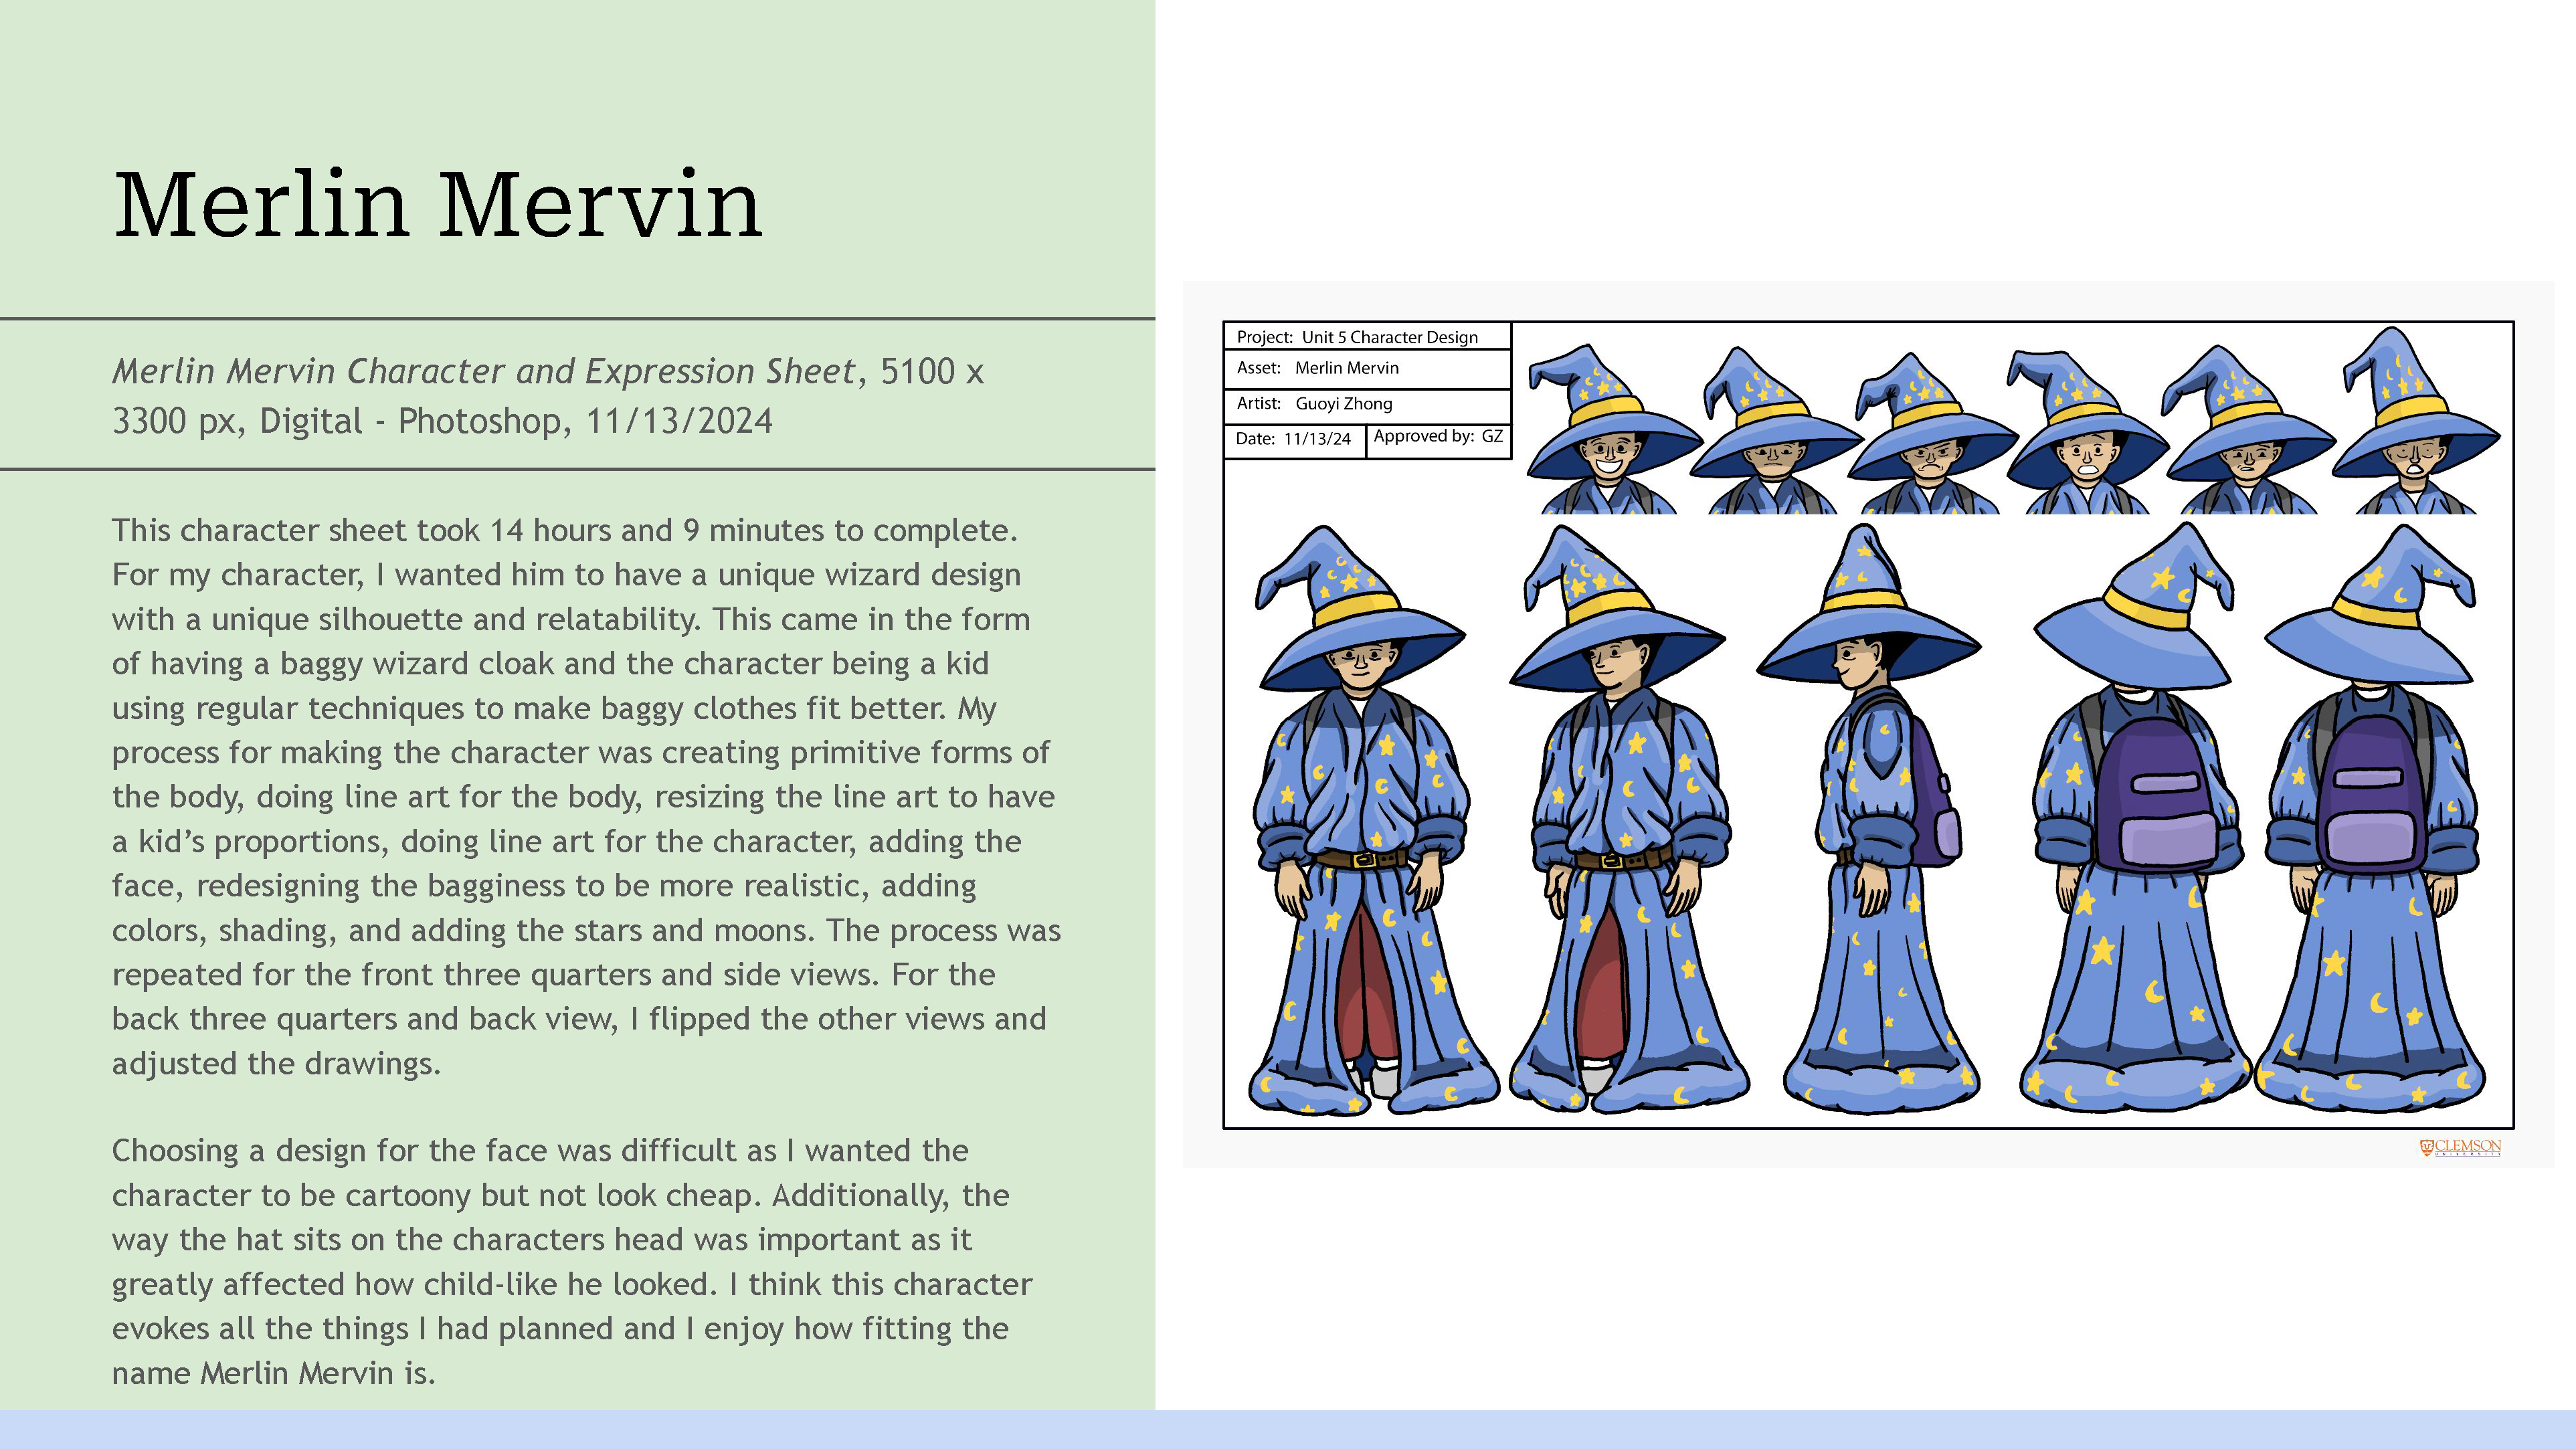 Merlin Mervin
Merlin Mervin Character and Expression Sheet, 5100 x
3300 px, Digital - Photoshop, 11/13/2024
This character sheet took 14 hours and 9 minutes to complete.
For my character, I wanted him to have a unique wizard design
with a unique silhouette and relatability. This came in the form
of having a baggy wizard cloak and the character being a kid
using regular techniques to make baggy clothes fit better. My
process for making the character was creating primitive forms of
the body, doing line art for the body, resizing the line art to have
a kid’s proportions, doing line art for the character, adding the
face, redesigning the bagginess to be more realistic, adding
colors, shading, and adding the stars and moons. The process was
repeated for the front three quarters and side views. For the
back three quarters and back view, I flipped the other views and
adjusted the drawings.
Choosing a design for the face was difficult as I wanted the
character to be cartoony but not look cheap. Additionally, the
way the hat sits on the characters head was important as it
greatly affected how child-like he looked. I think this character
evokes all the things I had planned and I enjoy how fitting the
name Merlin Mervin is.
Project: Unit 5 Character Design
Asset: Merlin Mervin
Artist: Guoyi Zhong
Date: 11/13/24 Approved by: GZ
CLEMSON
UNIVERSITY